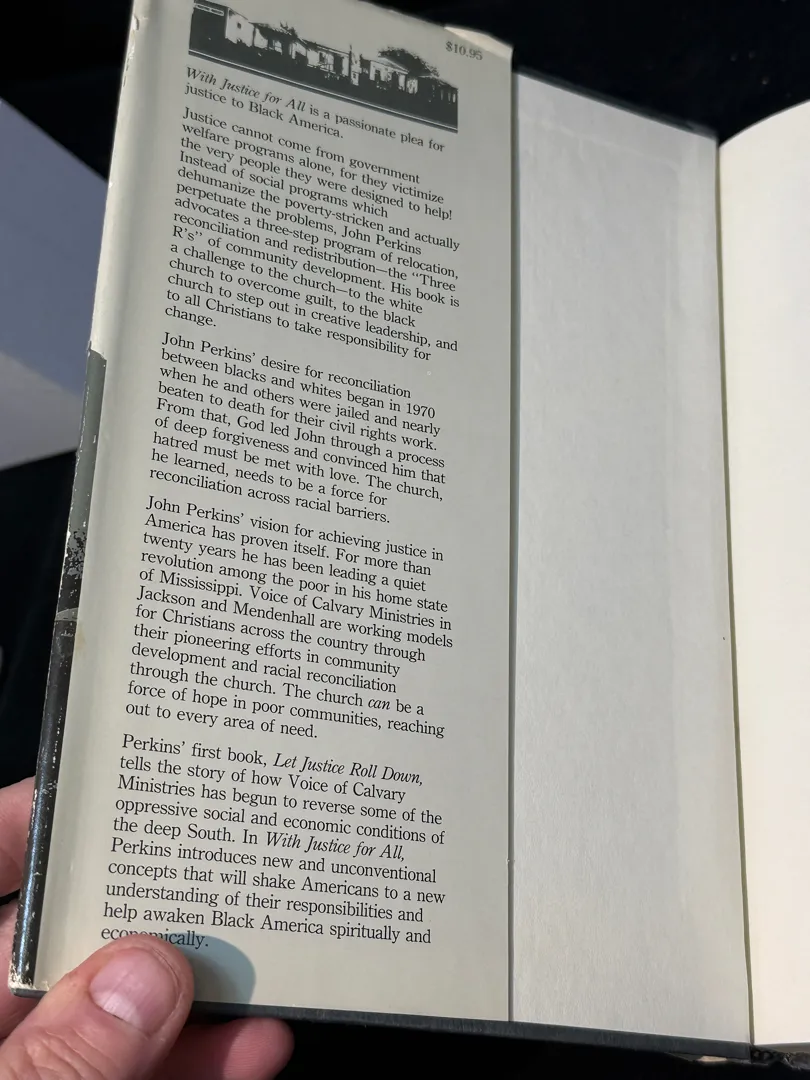 $10.95
With Justice for All is a passionate plea for
justice to Black America.
Justice cannot come from government
welfare programs alone, for they victimize
the very people they were designed to help!
Instead of social programs which
dehumanize the poverty-stricken and actually
perpetuate the problems, John Perkins
advocates a three-step program of relocation,
reconciliation and redistribution—the “Three
R’s” of community development. His book is
a challenge to the church—to the white
church to overcome guilt, to the black
church to step out in creative leadership, and
to all Christians to take responsibility for
change.
John Perkins’ desire for reconciliation
between blacks and whites began in 1970
when he and others were jailed and nearly
beaten to death for their civil rights work.
From that, God led John through a process
of deep forgiveness and convinced him that
hatred must be met with love. The church,
he learned, needs to be a force for
reconciliation across racial barriers.
John Perkins’ vision for achieving justice in
America has proven itself. For more than
twenty years he has been leading a quiet
revolution among the poor in his home state
of Mississippi. Voice of Calvary Ministries in
Jackson and Mendenhall are working models
for Christians across the country through
their pioneering efforts in community
development and racial reconciliation
through the church. The church can be a
force of hope in poor communities, reaching
out to every area of need.
Perkins’ first book, Let Justice Roll Down,
tells the story of how Voice of Calvary
Ministries has begun to reverse some of the
oppressive social and economic conditions of
the deep South. In With Justice for All,
Perkins introduces new and unconventional
concepts that will shake Americans to a new
understanding of their responsibilities and
help awaken Black America spiritually and
economically.